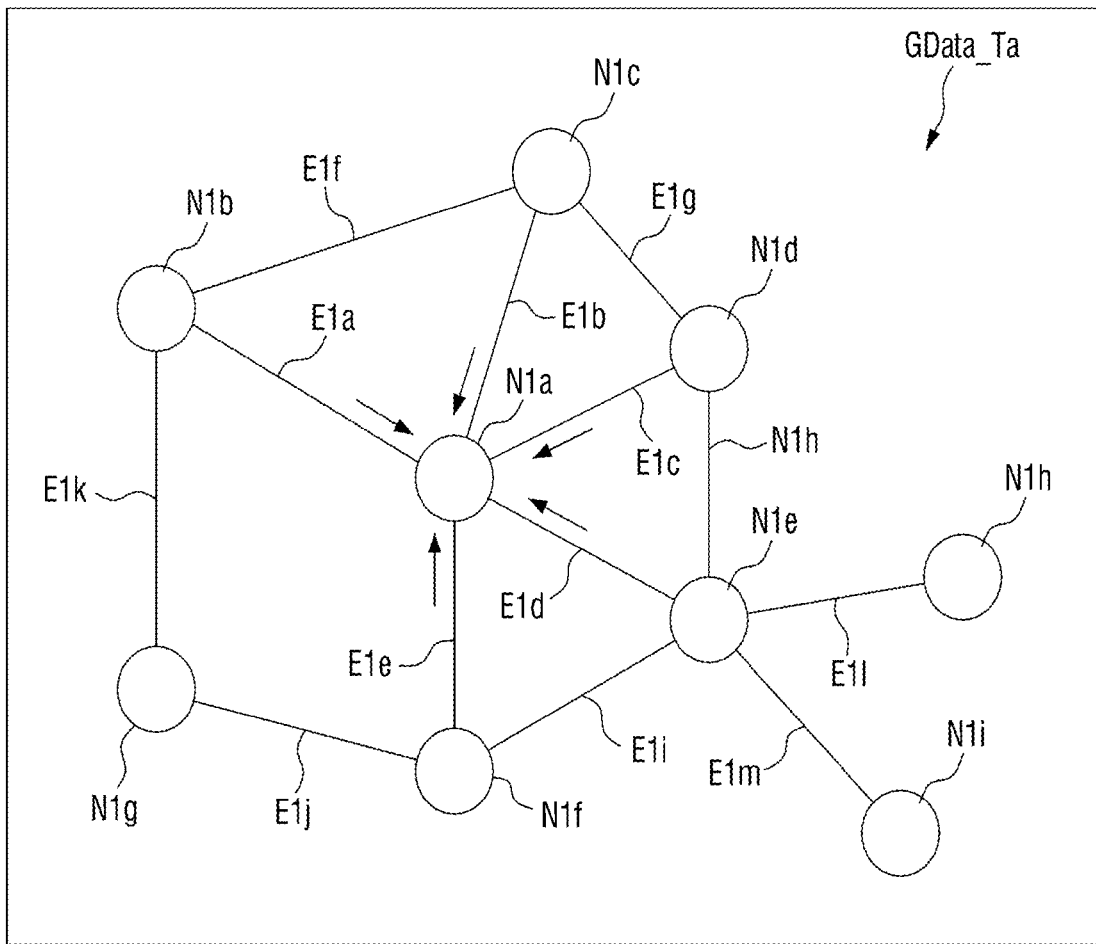 GData_Ta
N1c
E1f
N1b
E1g
N1d
E1a
E1b
N1a
E1c
N1h
E1k
N1h
N1e
E1d
E1e
E1l
E1i
E1m
N1i
N1g
E1j
N1f